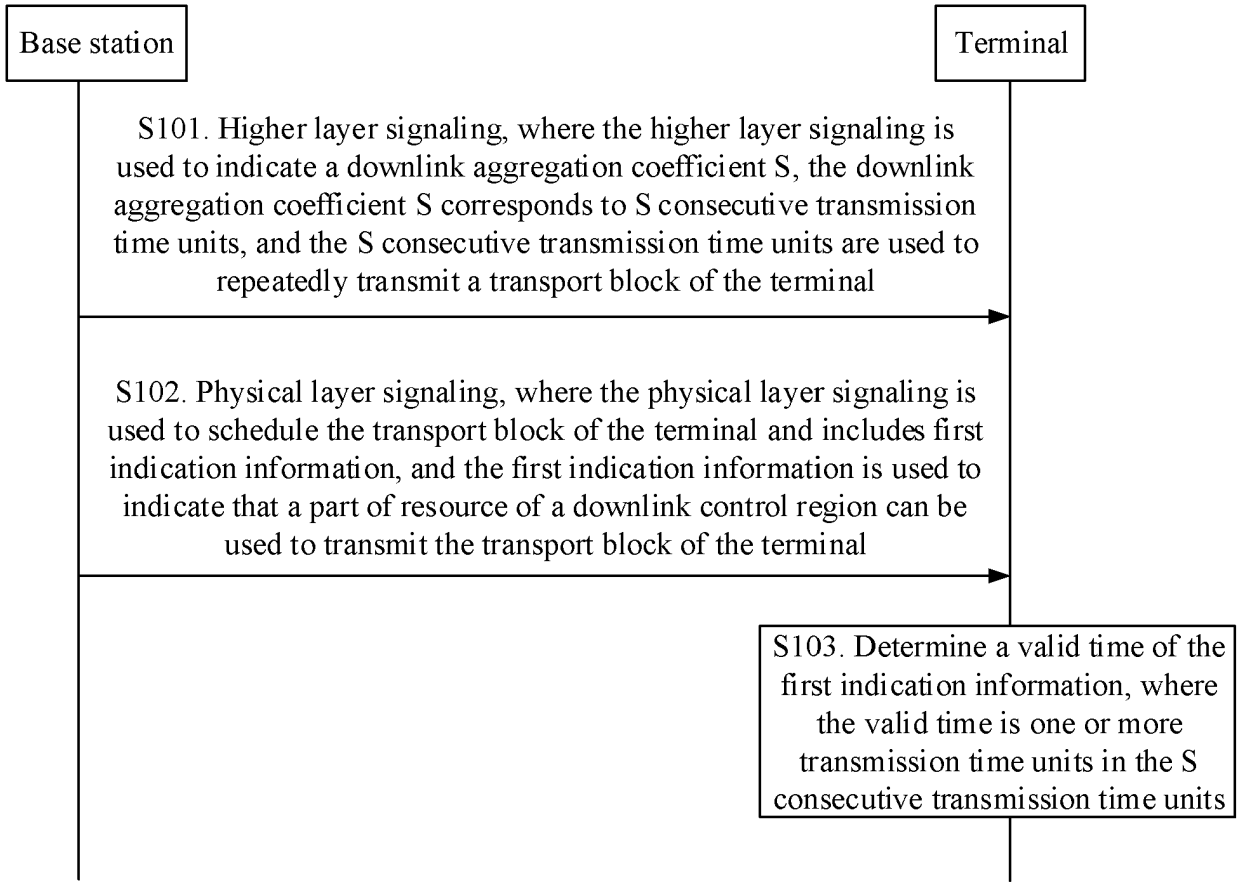 Base station
Terminal
S101. Higher layer signaling, where the higher layer signaling is
used to indicate a downlink aggregation coefficient S, the downlink
aggregation coefficient S corresponds to S consecutive transmission
time units, and the S consecutive transmission time units are used to
repeatedly transmit a transport block of the terminal
S102. Physical layer signaling, where the physical layer signaling is
used to schedule the transport block of the terminal and includes first
indication information, and the first indication information is used to
indicate that a part of resource of a downlink control region can be
used to transmit the transport block of the terminal
S103. Determine a valid time of the
first indication information, where
the valid time is one or more
transmission time units in the S
consecutive transmission time units